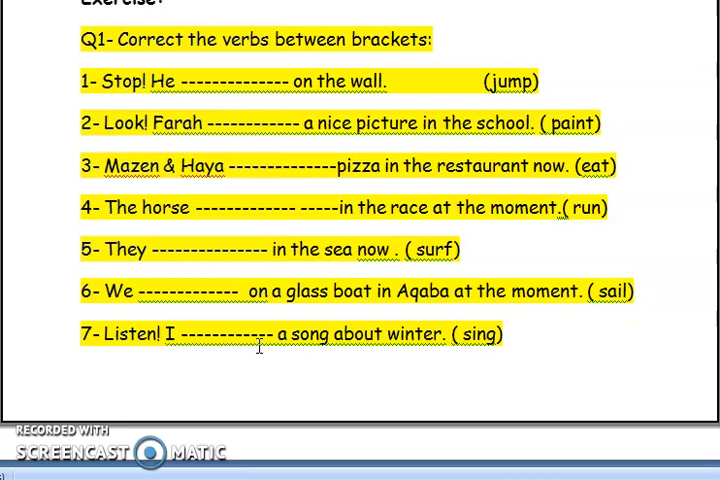 Exercise:
Q1- Correct the verbs between brackets:
1- Stop! He -------------- on the wall. (jump)
2- Look! Farah ------------ a nice picture in the school. ( paint)
3- Mazen & Haya --------------pizza in the restaurant now. (eat)
4- The horse ------------- -----in the race at the moment.( run)
5- They --------------- in the sea now . ( surf)
6- We ------------- on a glass boat in Aqaba at the moment. ( sail)
7- Listen! I ------------ a song about winter. ( sing)
RECORDED WITH
SCREENCAST MATIC